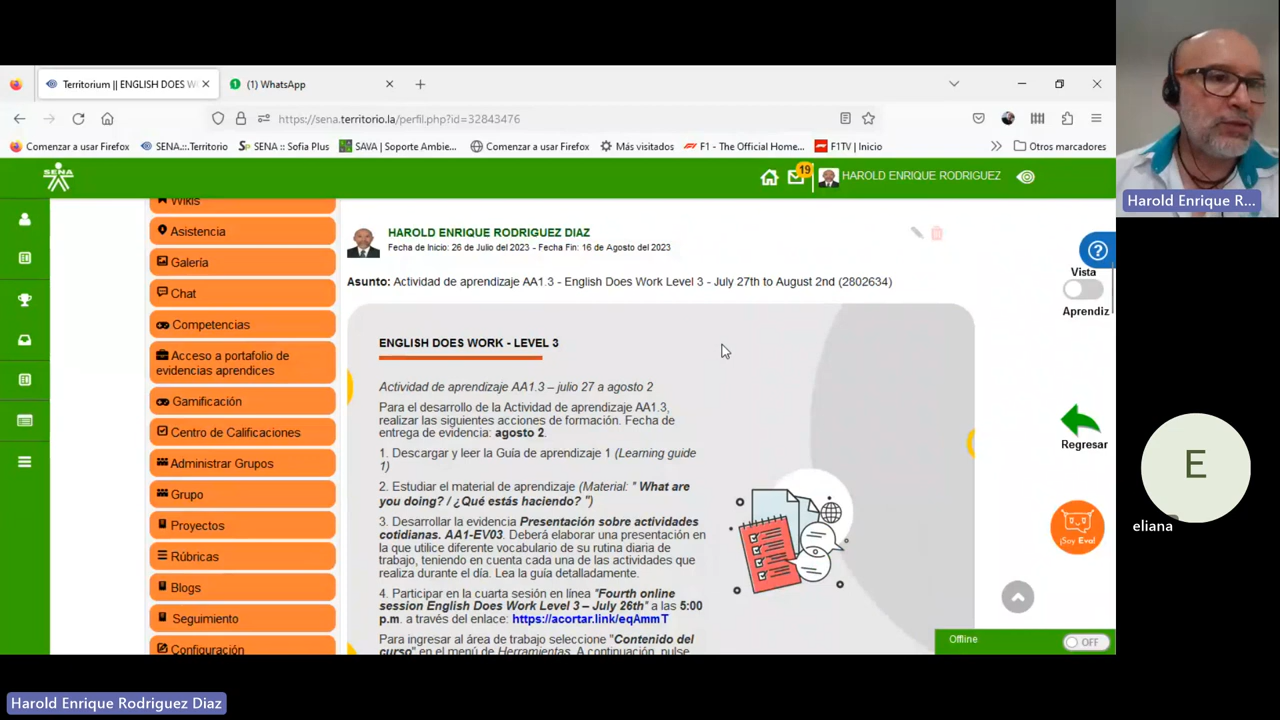 Territorium || ENGLISH DOES W
(1) WhatsApp
https://sena.territorio.la/perfil.php?id=32843476
Comenzar a usar Firefox
SENA.::.Territorio
SENA :: Sofia Plus
SAVA | Soporte Ambie...
Comenzar a usar Firefox
Más visitados
F1 - The Official Home...
F1TV | Inicio
Otros marcadores
SENA
19
HAROLD ENRIQUE RODRIGUEZ
Harold Enrique R...
Wikis
Asistencia
Galería
Chat
Competencias
Acceso a portafolio de
evidencias aprendices
Gamificación
Centro de Calificaciones
Administrar Grupos
Grupo
Proyectos
Rúbricas
Blogs
Seguimiento
Configuración
HAROLD ENRIQUE RODRIGUEZ DIAZ
Fecha de Inicio: 26 de Julio del 2023 - Fecha Fin: 16 de Agosto del 2023
Asunto: Actividad de aprendizaje AA1.3 - English Does Work Level 3 - July 27th to August 2nd (2802634)
ENGLISH DOES WORK - LEVEL 3
Actividad de aprendizaje AA1.3 – julio 27 a agosto 2
Para el desarrollo de la Actividad de aprendizaje AA1.3,
realizar las siguientes acciones de formación. Fecha de
entrega de evidencia: agosto 2.
1. Descargar y leer la Guía de aprendizaje 1 (Learning guide
1)
2. Estudiar el material de aprendizaje (Material: " What are
you doing? / ¿Qué estás haciendo? ")
3. Desarrollar la evidencia Presentación sobre actividades
cotidianas. AA1-EV03. Deberá elaborar una presentación en
la que utilice diferente vocabulario de su rutina diaria de
trabajo, teniendo en cuenta cada una de las actividades que
realiza durante el día. Lea la guía detalladamente.
4. Participar en la cuarta sesión en línea "Fourth online
session English Does Work Level 3 – July 26th" a las 5:00
p.m. a través del enlace: https://acortar.link/eqAmmT
Para ingresar al área de trabajo seleccione "Contenido del
curso" en el menú de Herramientas. A continuación, pulse
Vista
Aprendiz
Regresar
¡Soy Eva!
Offline
OFF
E
eliana
Harold Enrique Rodriguez Diaz